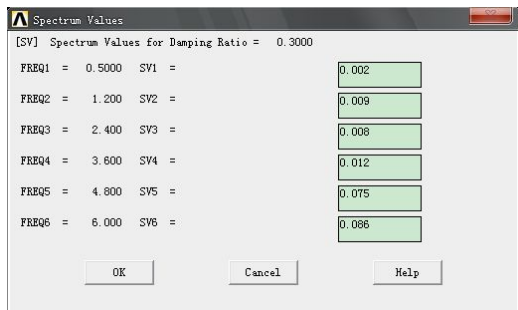 Spectrum Values
[SV] Spectrum Values for Damping Ratio = 0.3000
FREQ1 = 0.5000 SV1 = 0.002
FREQ2 = 1.200 SV2 = 0.009
FREQ3 = 2.400 SV3 = 0.008
FREQ4 = 3.600 SV4 = 0.012
FREQ5 = 4.800 SV5 = 0.075
FREQ6 = 6.000 SV6 = 0.086
OK Cancel Help